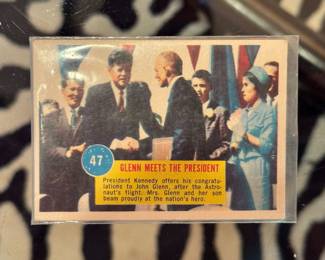 47
GLENN MEETS THE PRESIDENT
President Kennedy offers his congratu-
lations to John Glenn, after the Astro-
naut's flight. Mrs. Glenn and her son
beam proudly at the nation's hero.